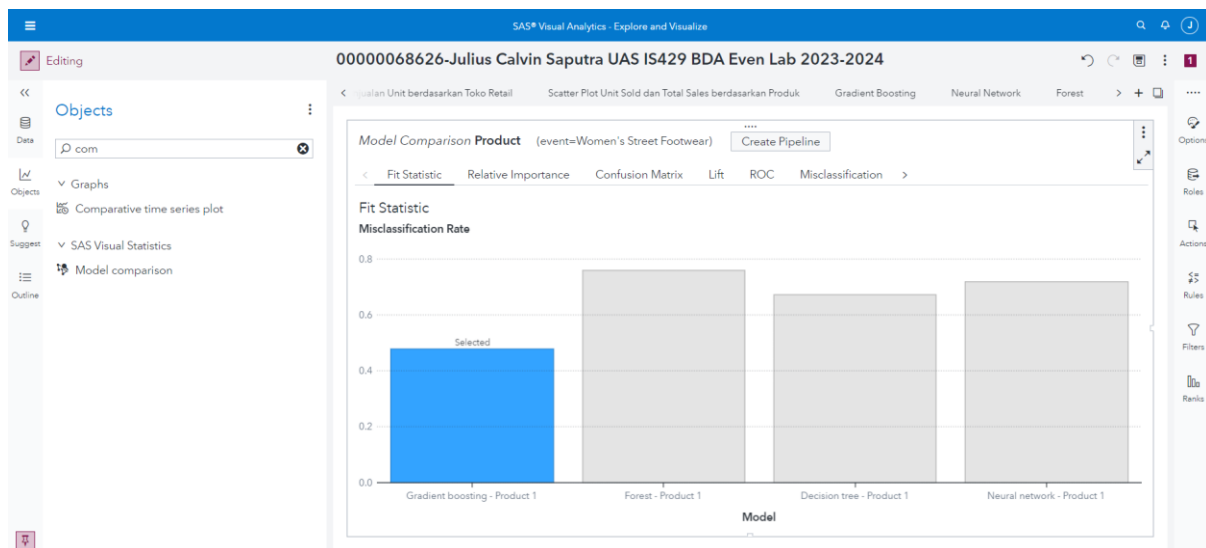 SAS® Visual Analytics - Explore and Visualize
J
Editing
00000068626-Julius Calvin Saputra UAS IS429 BDA Even Lab 2023-2024
1
Unit berdasarkan Toko Retail
Scatter Plot Unit Sold dan Total Sales berdasarkan Produk
Gradient Boosting
Neural Network
Forest
Data
Objects
Suggest
Outline
Objects
com
Graphs
Comparative time series plot
SAS Visual Statistics
Model comparison
Model Comparison Product (event=Women's Street Footwear)
Create Pipeline
Fit Statistic
Relative Importance
Confusion Matrix
Lift
ROC
Misclassification
Fit Statistic
Misclassification Rate
0.8
0.6
0.4
0.2
0.0
Selected
Gradient boosting - Product 1
Forest - Product 1
Decision tree - Product 1
Neural network - Product 1
Model
Options
Roles
Actions
Rules
Filters
Ranks